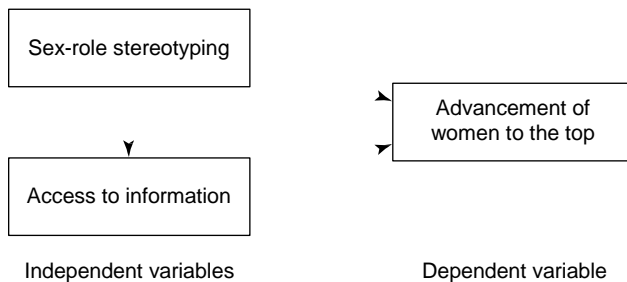 Sex-role stereotyping
Advancement of
women to the top
Access to information
Independent variables
Dependent variable